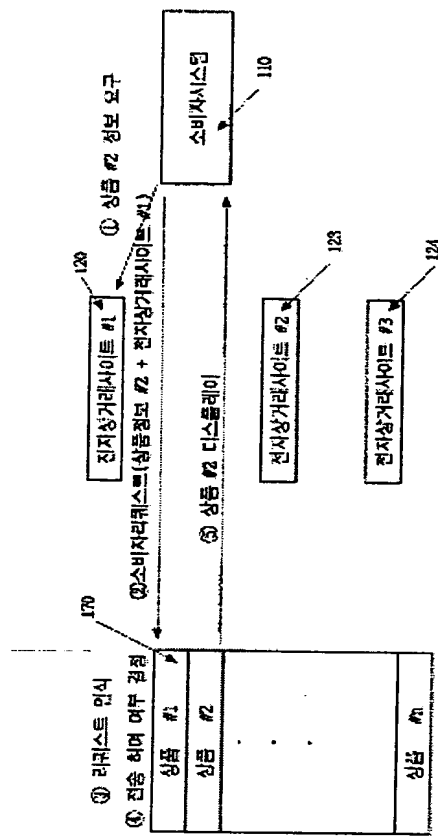 ③ 리퀘스트 인식
④ 전송 허여 여부 결정
170
상품 #1
상품 #2
상품 #n
120
전자상거래사이트 #1
① 상품 #2 정보 요구
②소비자리퀘스트(상품정보 #2 + 전자상거래사이트 #1)
⑤ 상품 #2 디스플레이
소비자시스템
110
전자상거래사이트 #2
123
전자상거래사이트 #3
124